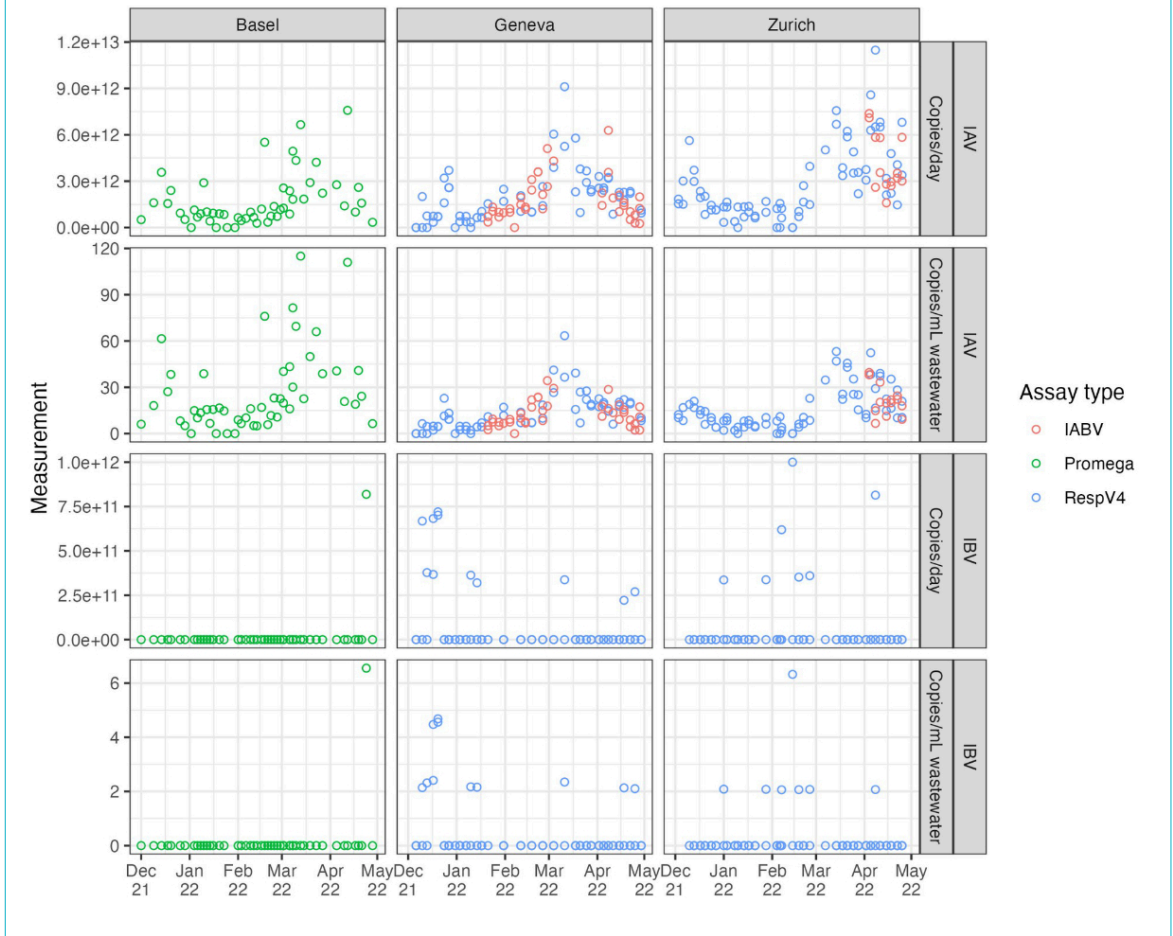 Basel
Geneva
Zurich
Measurement
1.2e+13
9.0e+12
6.0e+12
3.0e+12
0.0e+00
Copies/day
IAV
120
90
60
30
0
Copies/mL wastewater
IAV
1.0e+12
7.5e+11
5.0e+11
2.5e+11
0.0e+00
Copies/day
IBV
6
4
2
0
Copies/mL wastewater
IBV
Dec Jan Feb Mar Apr May
21 22 22 22 22 22
Dec Jan Feb Mar Apr May
21 22 22 22 22 22
Dec Jan Feb Mar Apr May
21 22 22 22 22 22
Assay type
IABV
Promega
RespV4